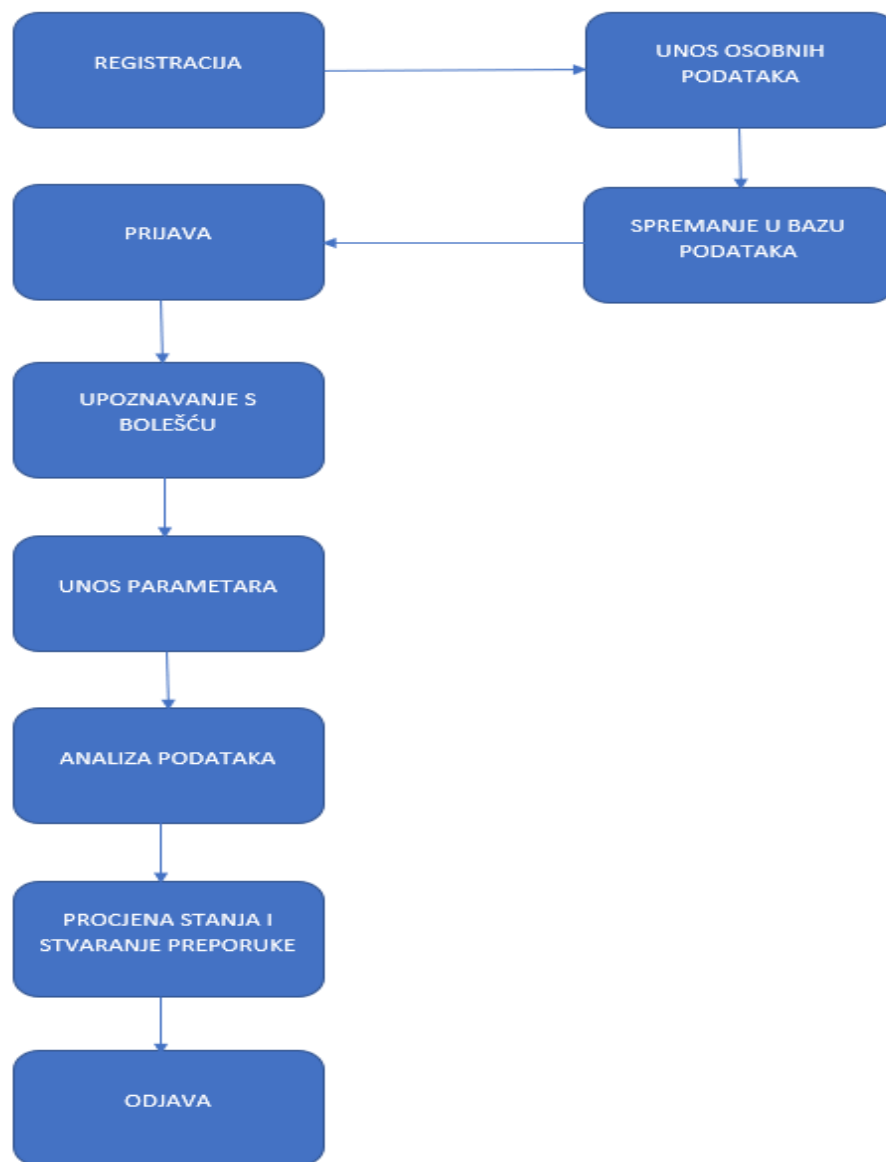 REGISTRACIJA
UNOS OSOBNIH
PODATAKA
SPREMANJE U BAZU
PODATAKA
PRIJAVA
UPOZNAVANJE S
BOLEŠĆU
UNOS PARAMETARA
ANALIZA PODATAKA
PROCJENA STANJA I
STVARANJE PREPORUKE
ODJAVA